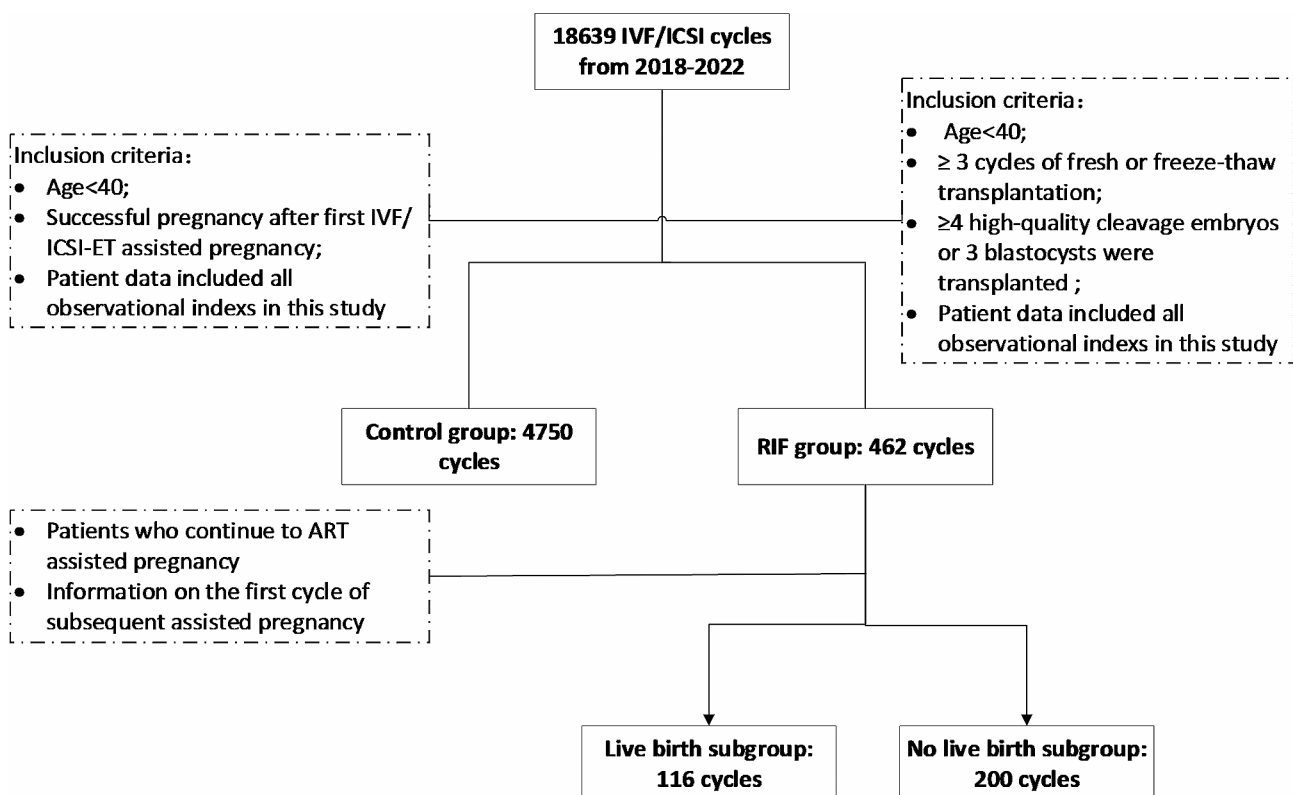 18639 IVF/ICSI cycles
from 2018-2022
Inclusion criteria：
• Age<40;
• Successful pregnancy after first IVF/
ICSI-ET assisted pregnancy;
• Patient data included all
observational indexs in this study
Inclusion criteria：
• Age<40;
• ≥ 3 cycles of fresh or freeze-thaw
transplantation;
• ≥4 high-quality cleavage embryos
or 3 blastocysts were
transplanted ;
• Patient data included all
observational indexs in this study
Control group: 4750
cycles
RIF group: 462 cycles
• Patients who continue to ART
assisted pregnancy
• Information on the first cycle of
subsequent assisted pregnancy
Live birth subgroup:
116 cycles
No live birth subgroup:
200 cycles